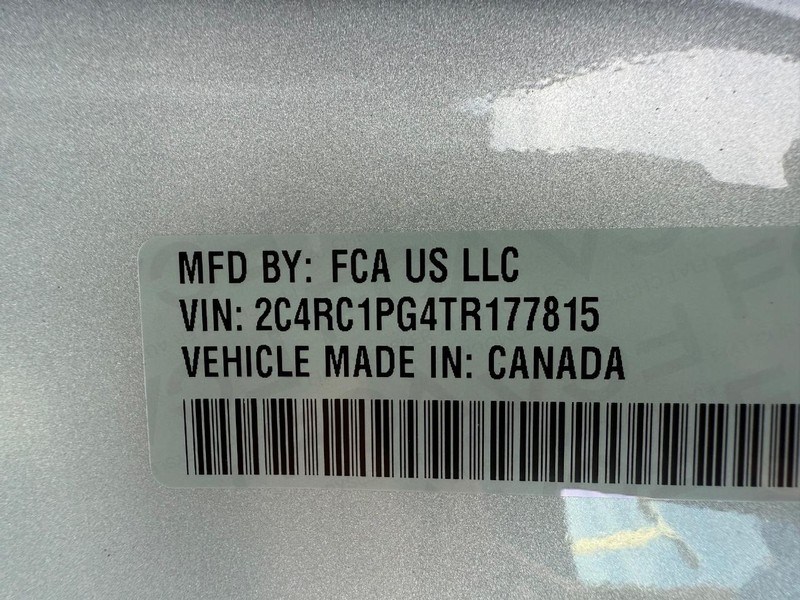 MFD BY: FCA US LLC
VIN: 2C4RC1PG4TR177815
VEHICLE MADE IN: CANADA